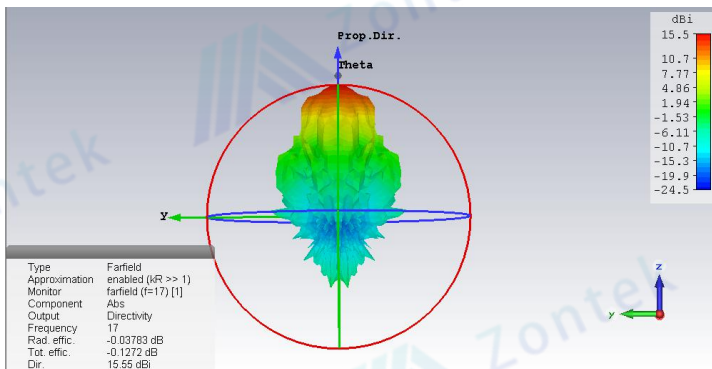 dBi
15.5
10.7
7.77
4.86
1.94
-1.53
-6.11
-10.7
-15.3
-19.9
-24.5
Prop.Dir.
Theta
Y
z
y
Type Farfield
Approximation enabled (kR >> 1)
Monitor farfield (f=17) [1]
Component Abs
Output Directivity
Frequency 17
Rad. effic. -0.03783 dB
Tot. effic. -0.1272 dB
Dir. 15.55 dBi
Zontek
Zontek
Zontek